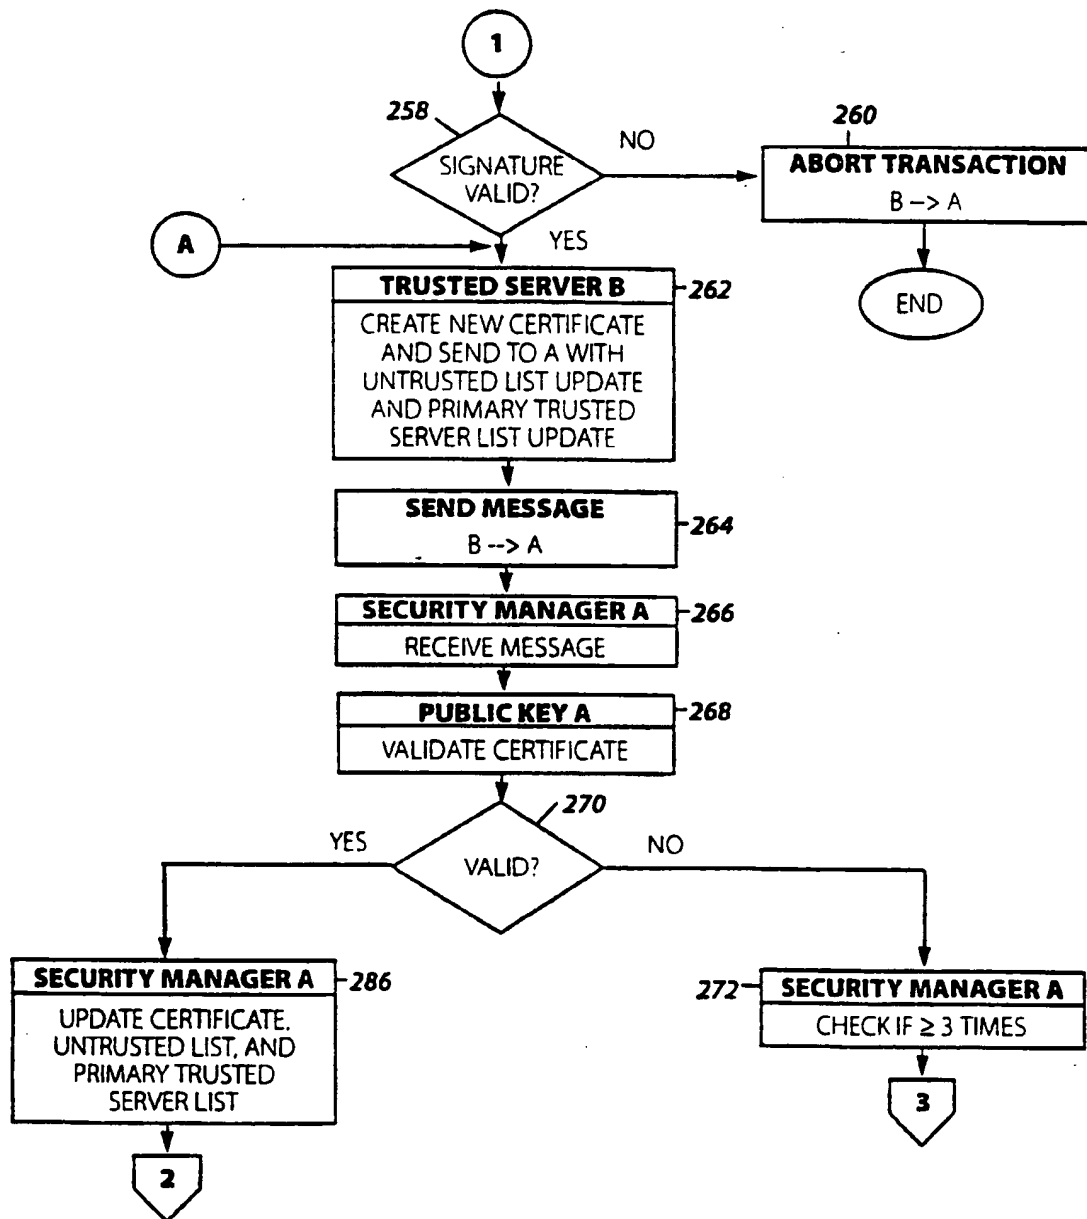 1
258
SIGNATURE
VALID?
NO
260
ABORT TRANSACTION
B --> A
END
A
YES
TRUSTED SERVER B
262
CREATE NEW CERTIFICATE
AND SEND TO A WITH
UNTRUSTED LIST UPDATE
AND PRIMARY TRUSTED
SERVER LIST UPDATE
SEND MESSAGE
264
B --> A
SECURITY MANAGER A
266
RECEIVE MESSAGE
PUBLIC KEY A
268
VALIDATE CERTIFICATE
270
YES
VALID?
NO
SECURITY MANAGER A
286
UPDATE CERTIFICATE,
UNTRUSTED LIST, AND
PRIMARY TRUSTED
SERVER LIST
2
272
SECURITY MANAGER A
CHECK IF ≥ 3 TIMES
3